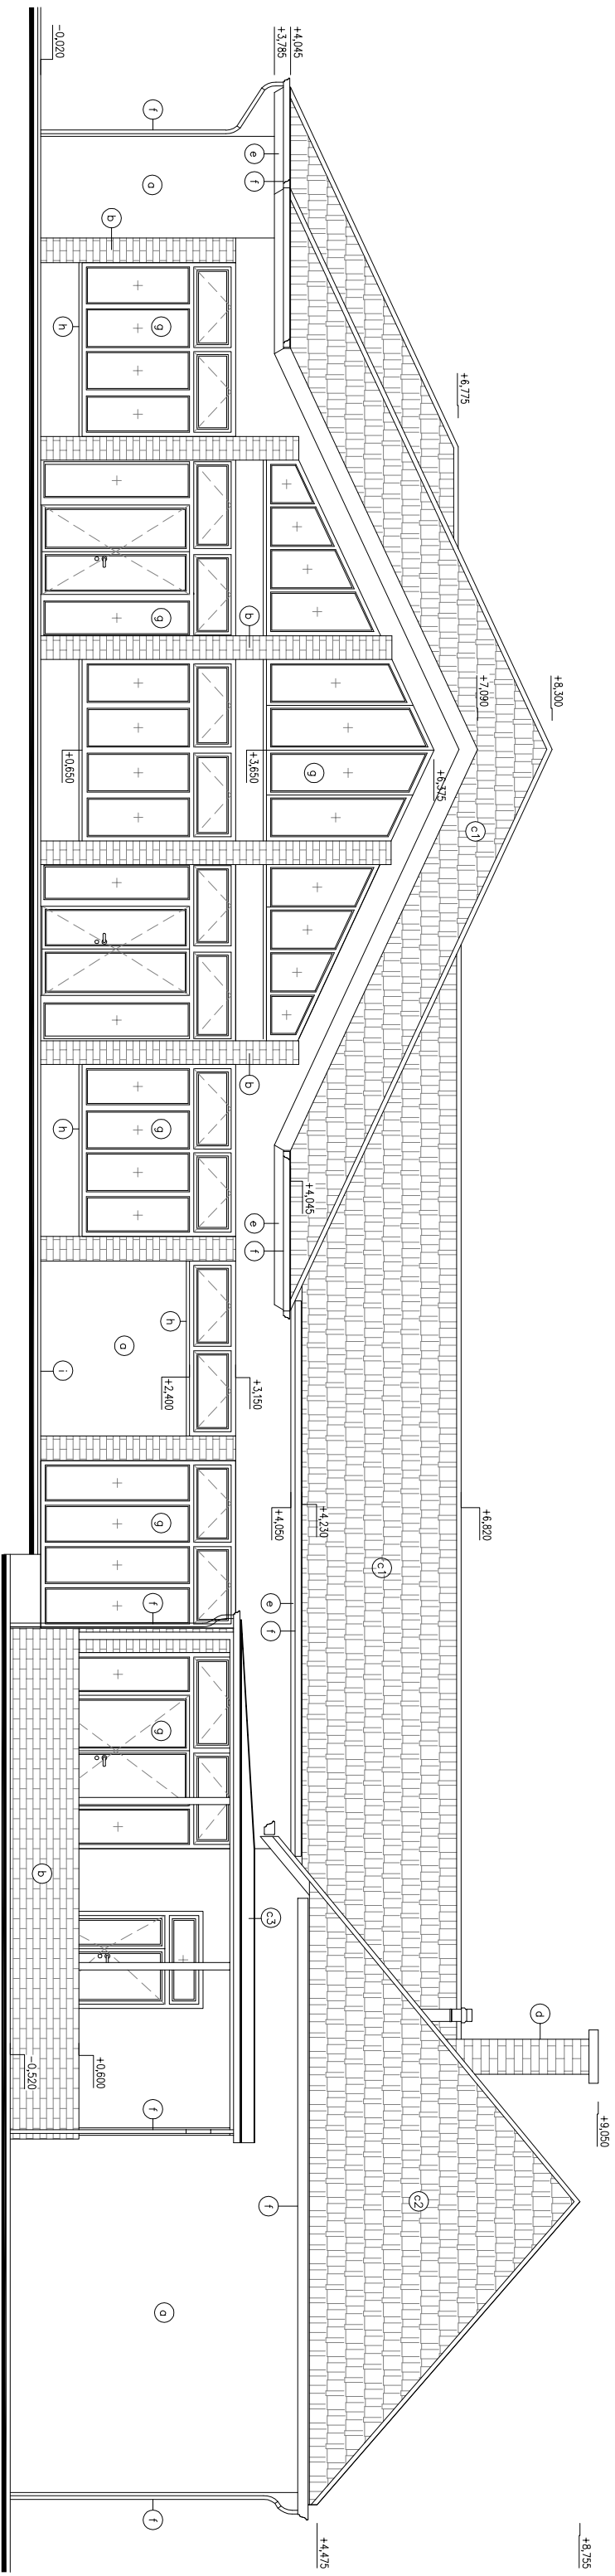 +9,050
+8,755
+8,300
d
+6,820
+7,090
c1
+6,775
+6,375
c2
c1
+4,475
+4,230
g
+4,045
+4,045
+3,785
+4,050
e
f
c3
f
e
f
b
+3,650
b
e
f
+3,150
g
g
g
h
+2,400
g
g
a
f
a
f
f
f
a
b
+0,600
+0,650
h
h
i
-0,020
b
-0,520